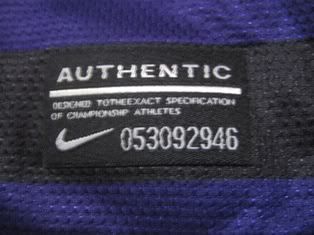 AUTHENTIC
DESIGNED TOTHEEXACT SPECIFICATION
OF CHAMPIONSHIP ATHLETES
053092946